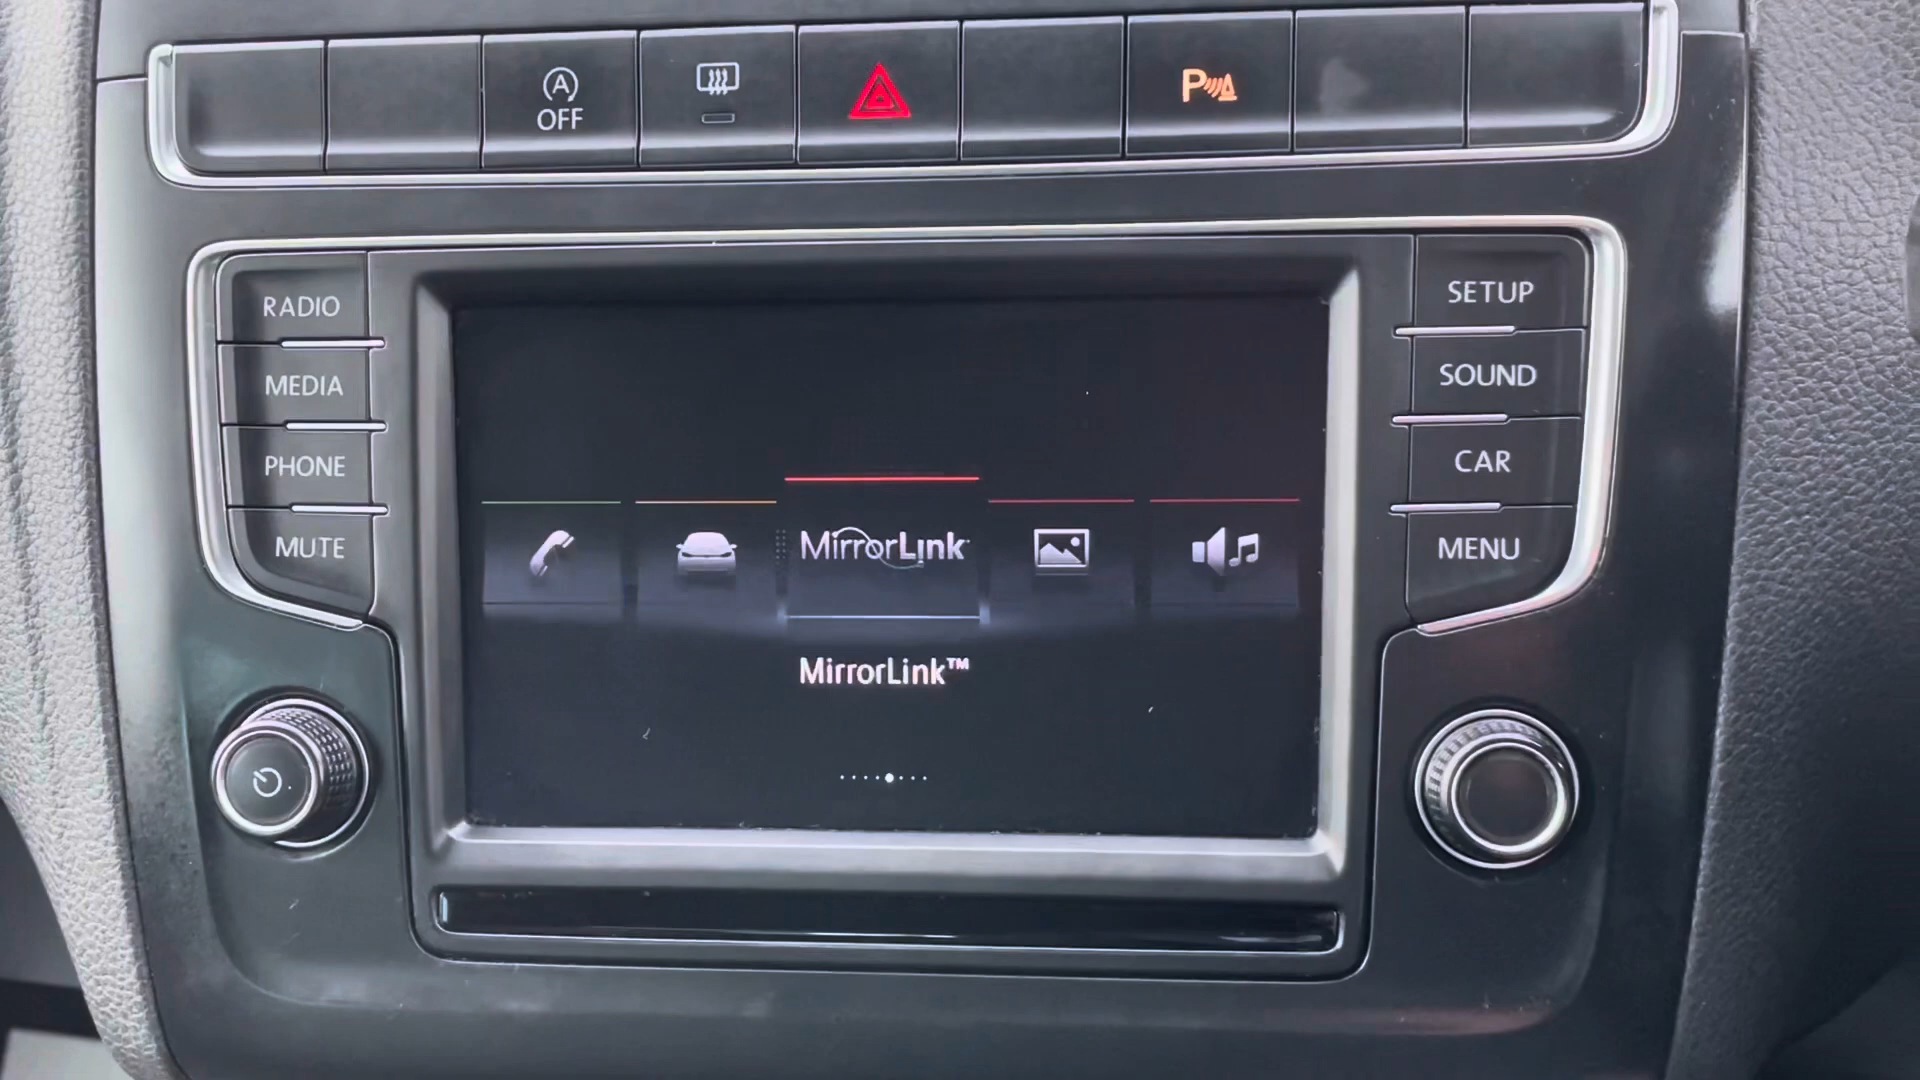 A
OFF
P
RADIO
MEDIA
PHONE
MUTE
MirrorLink
MirrorLink™
SETUP
SOUND
CAR
MENU